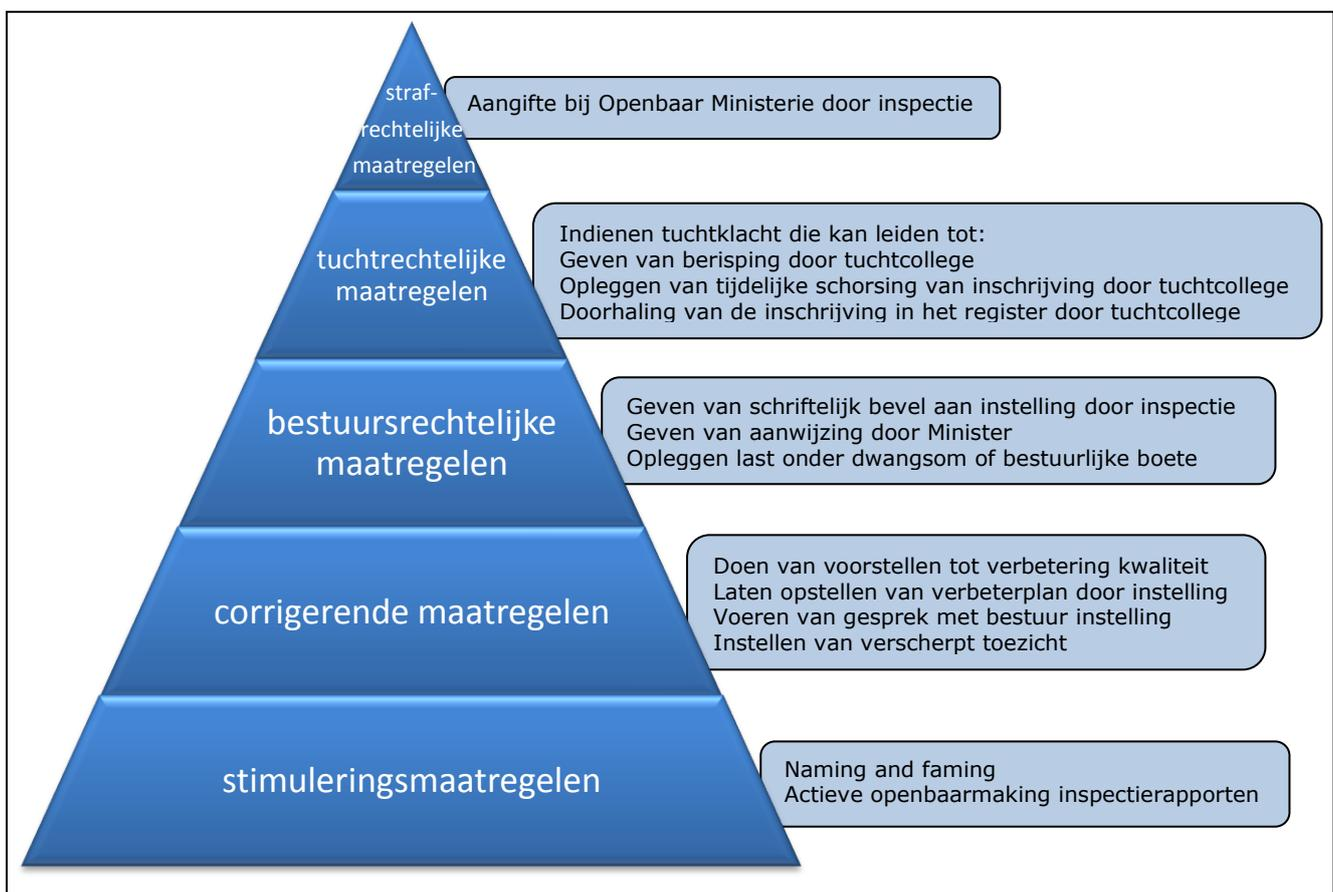 straf-
rechtelijke
maatregelen
Aangifte bij Openbaar Ministerie door inspectie
tuchtrechtelijke
maatregelen
Indienen tuchtklacht die kan leiden tot:
Geven van berisping door tuchtcollege
Opleggen van tijdelijke schorsing van inschrijving door tuchtcollege
Doorhaling van de inschrijving in het register door tuchtcollege
bestuursrechtelijke
maatregelen
Geven van schriftelijk bevel aan instelling door inspectie
Geven van aanwijzing door Minister
Opleggen last onder dwangsom of bestuurlijke boete
corrigerende maatregelen
Doen van voorstellen tot verbetering kwaliteit
Laten opstellen van verbeterplan door instelling
Voeren van gesprek met bestuur instelling
Instellen van verscherpt toezicht
stimuleringsmaatregelen
Naming and faming
Actieve openbaarmaking inspectierapporten